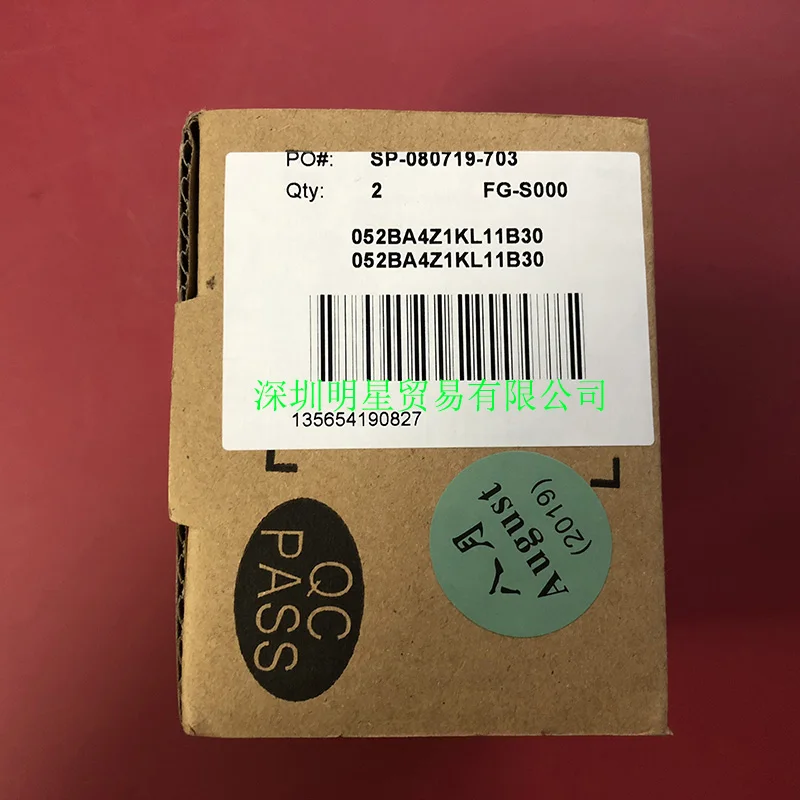 PO#: SP-080719-703
Qty: 2 FG-S000
052BA4Z1KL11B30
052BA4Z1KL11B30
深圳明星贸易有限公司
135654190827
QC
PASS
八月
August
(2019)